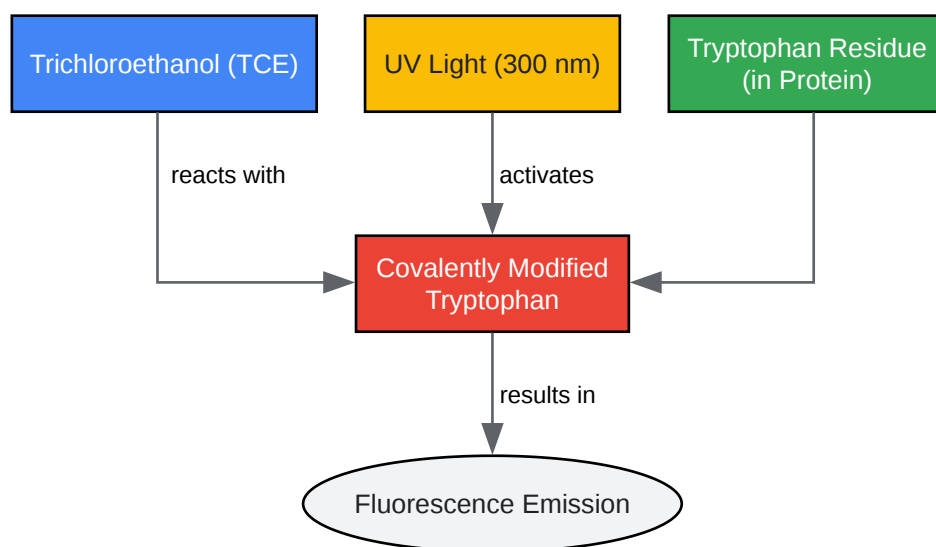 Trichloroethanol (TCE)
UV Light (300 nm)
Tryptophan Residue
(in Protein)
reacts with
activates
Covalently Modified
Tryptophan
results in
Fluorescence Emission